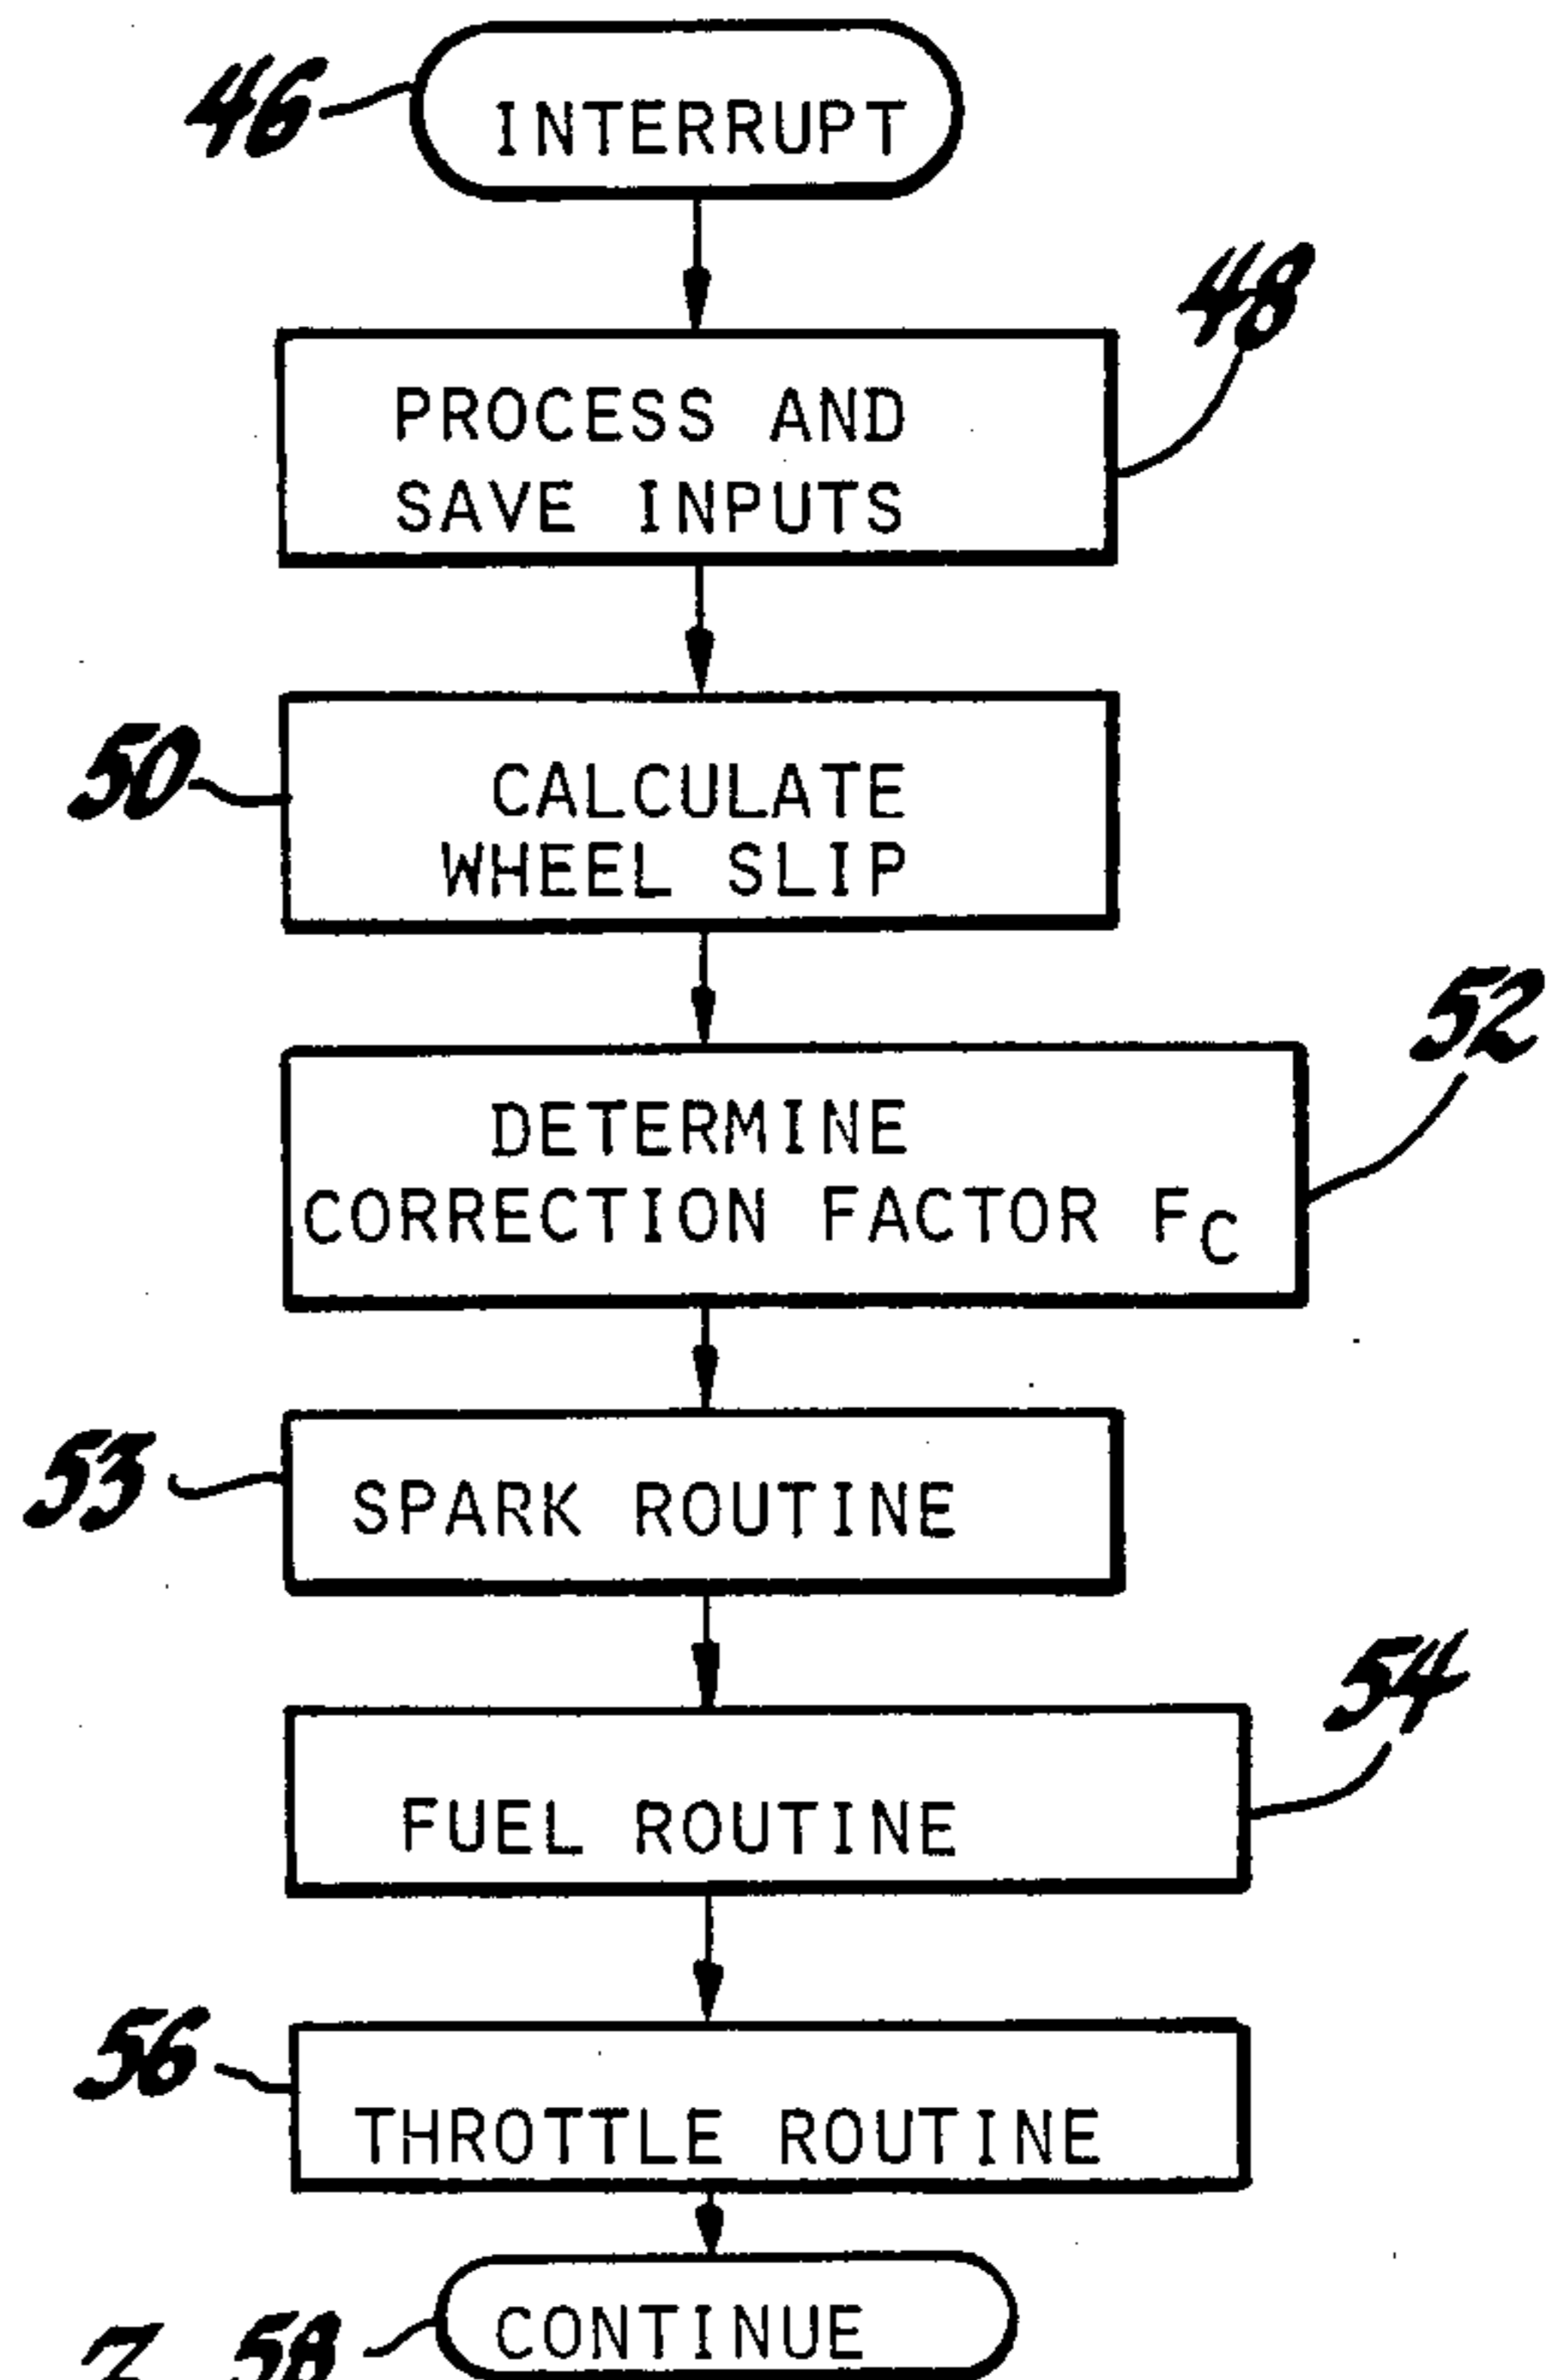 46
INTERRUPT
48
PROCESS AND
SAVE INPUTS
50
CALCULATE
WHEEL SLIP
52
DETERMINE
CORRECTION FACTOR FC
53
SPARK ROUTINE
54
FUEL ROUTINE
56
THROTTLE ROUTINE
58
CONTINUE